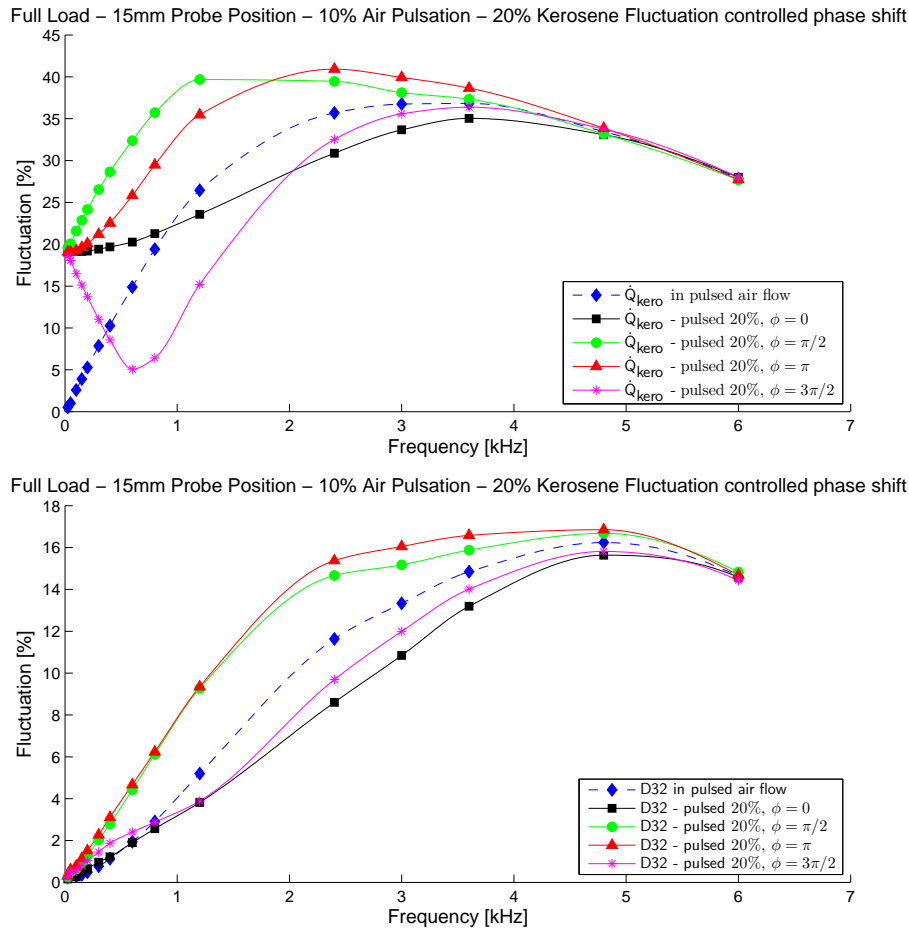 Full Load – 15mm Probe Position – 10% Air Pulsation – 20% Kerosene Fluctuation controlled phase shift
45
40
35
30
25
20
15
10
5
0
Fluctuation [%]
Q̇kero in pulsed air flow
Q̇kero - pulsed 20%, ϕ = 0
Q̇kero - pulsed 20%, ϕ = π/2
Q̇kero - pulsed 20%, ϕ = π
Q̇kero - pulsed 20%, ϕ = 3π/2
0 1 2 3 4 5 6 7
Frequency [kHz]
Full Load – 15mm Probe Position – 10% Air Pulsation – 20% Kerosene Fluctuation controlled phase shift
18
16
14
12
10
8
6
4
2
0
Fluctuation [%]
D32 in pulsed air flow
D32 - pulsed 20%, ϕ = 0
D32 - pulsed 20%, ϕ = π/2
D32 - pulsed 20%, ϕ = π
D32 - pulsed 20%, ϕ = 3π/2
0 1 2 3 4 5 6 7
Frequency [kHz]